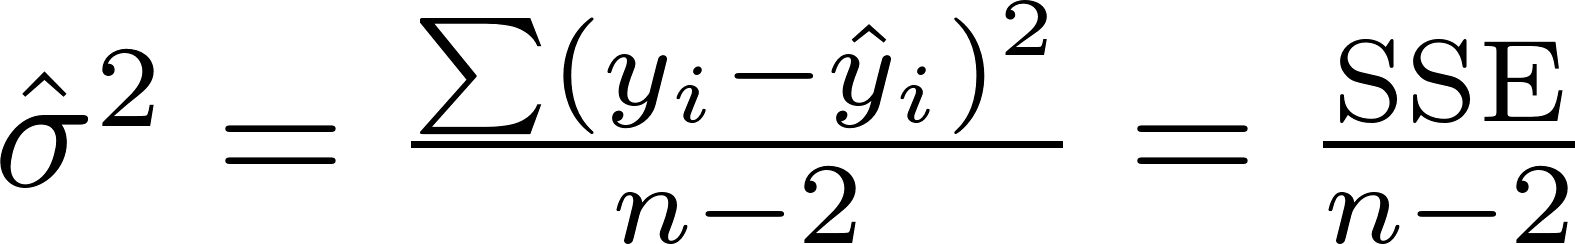 σ̂² = ∑(yᵢ−ŷᵢ)² / n−2 = SSE / n−2